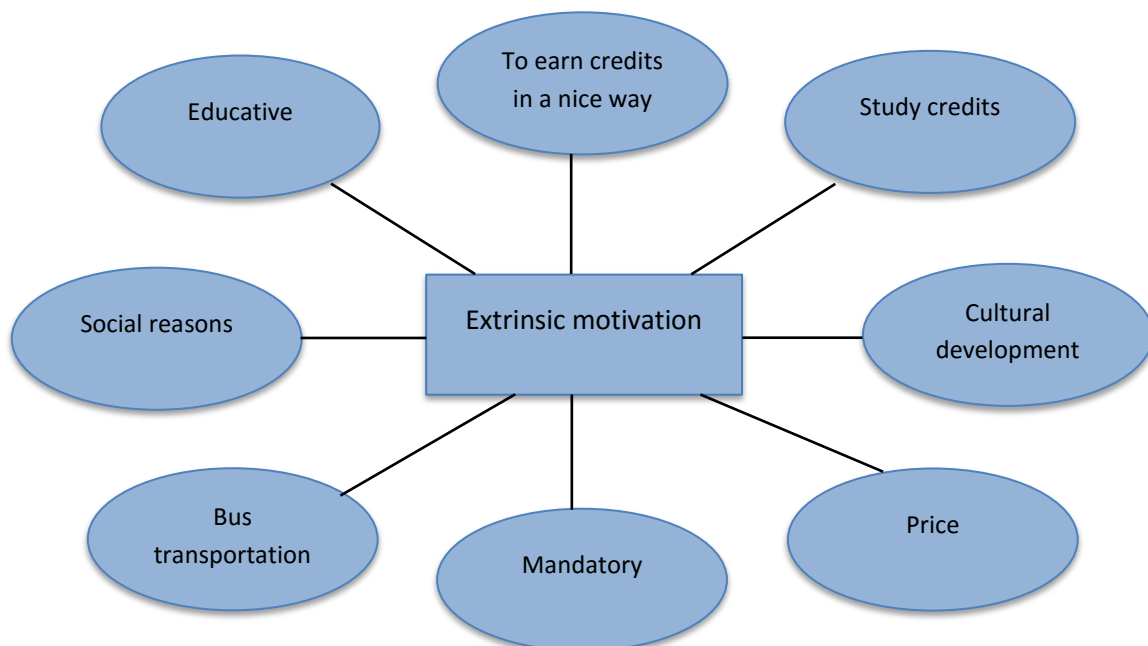 To earn credits
in a nice way
Educative
Study credits
Social reasons
Extrinsic motivation
Cultural
development
Bus
transportation
Mandatory
Price